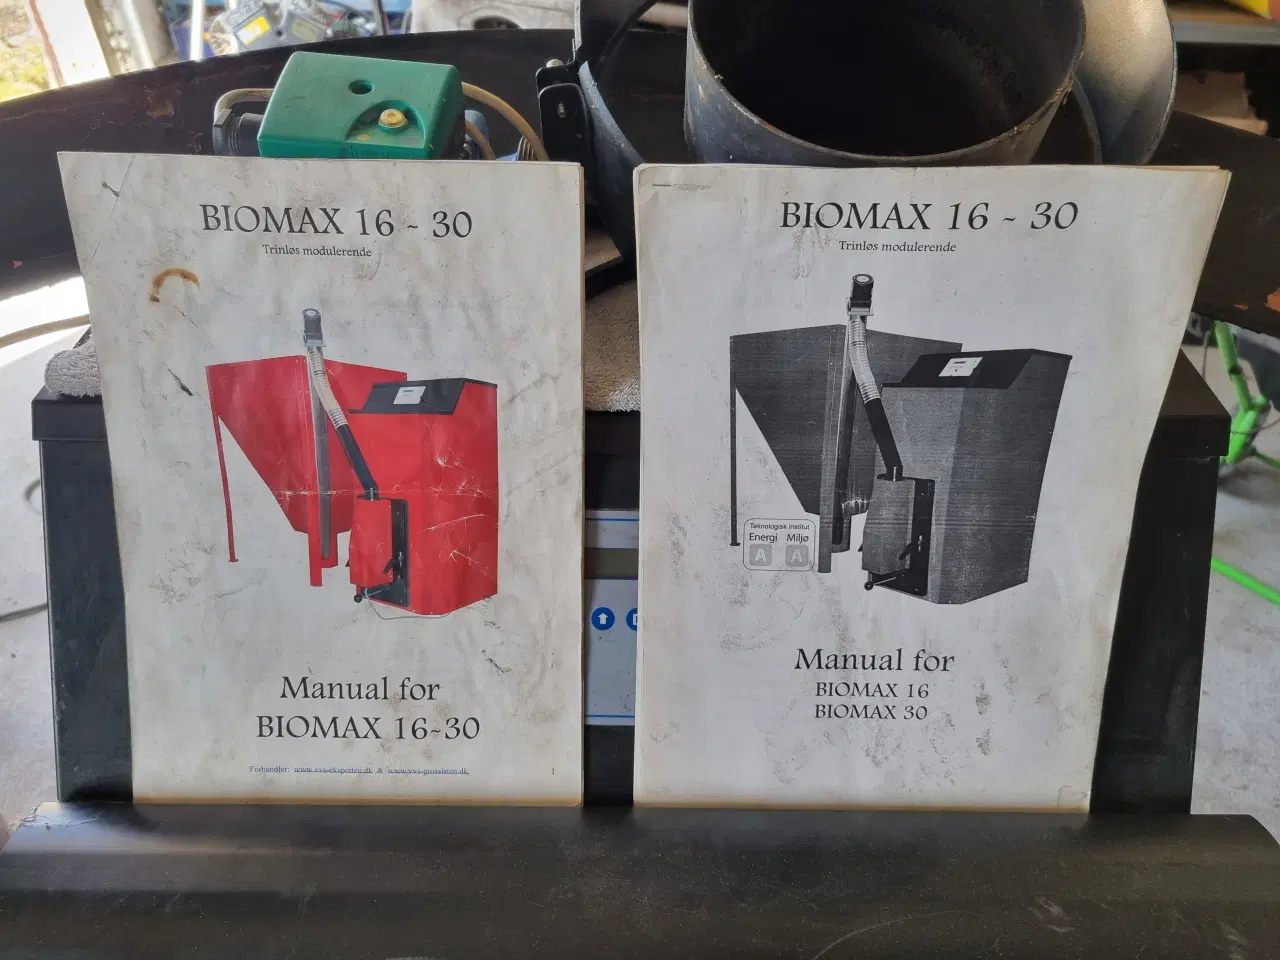 BIOMAX 16 ~ 30
Trinløs modulerende
Manual for
BIOMAX 16-30
Forhandler: www.vvs-eksperten.dk & www.vvs-grossisten.dk
1
BIOMAX 16 ~ 30
Trinløs modulerende
Teknologisk institut
Energi Miljø
A A
Manual for
BIOMAX 16
BIOMAX 30